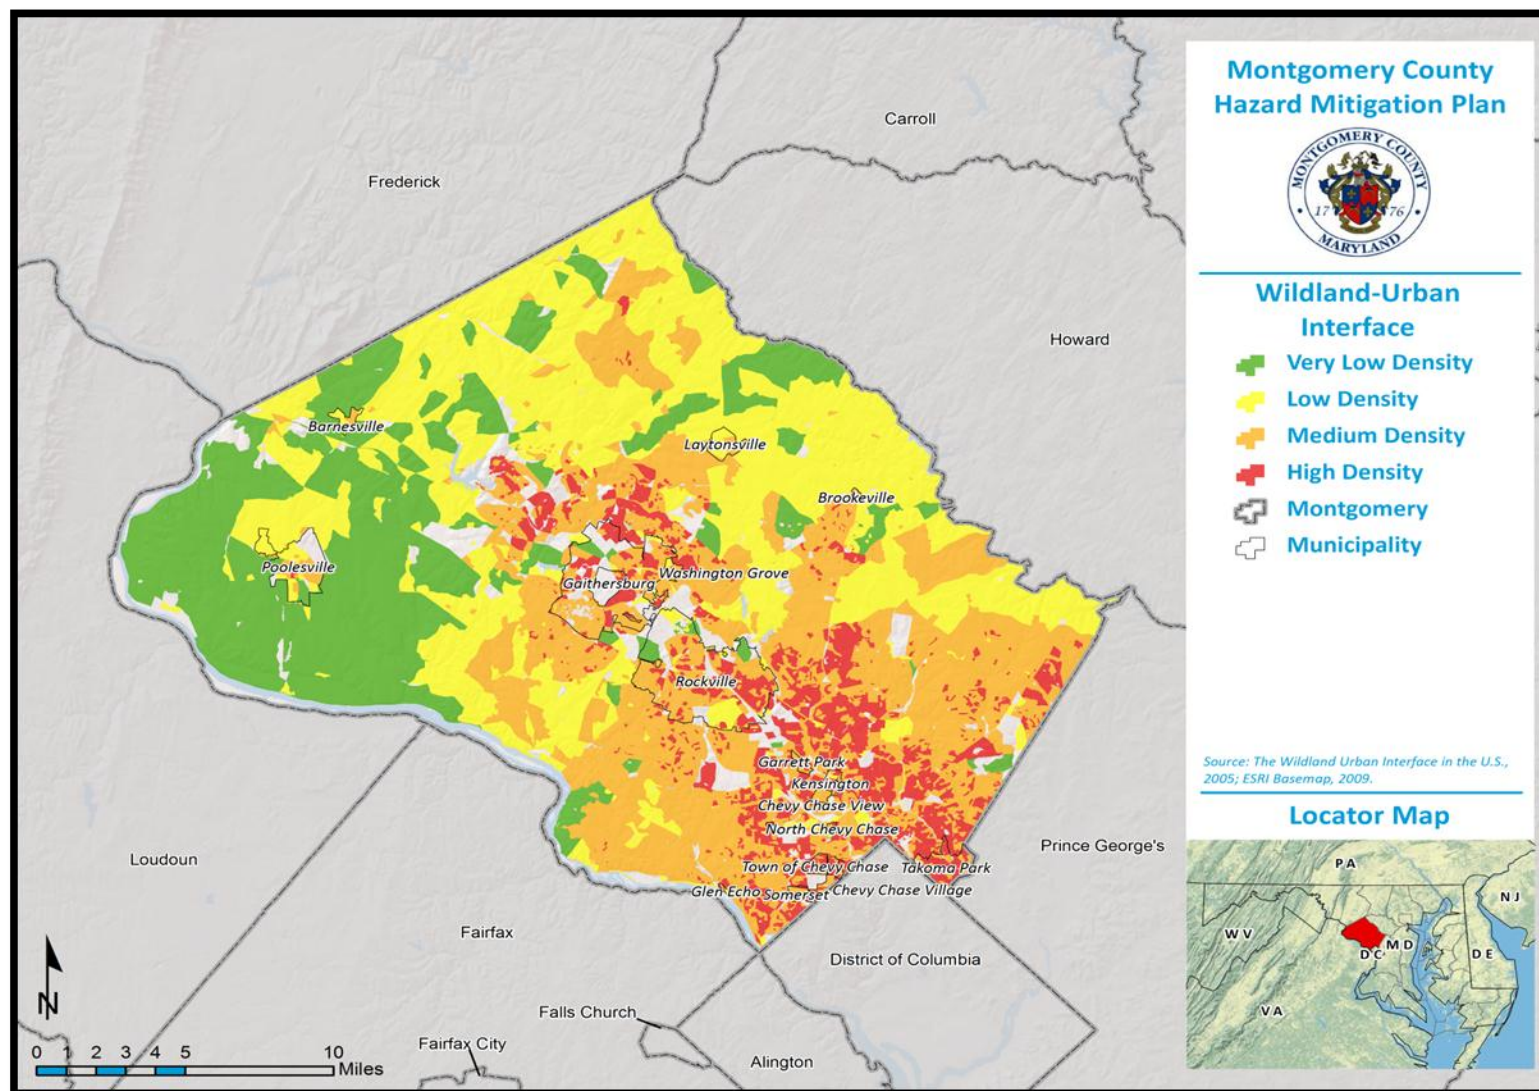 Montgomery County
Hazard Mitigation Plan
MONTGOMERY COUNTY
17 76
MARYLAND
Wildland-Urban
Interface
Very Low Density
Low Density
Medium Density
High Density
Montgomery
Municipality
Source: The Wildland Urban Interface in the U.S.,
2005; ESRI Basemap, 2009.
Locator Map
PA
NJ
WV
MD
DC
DE
VA
Carroll
Frederick
Howard
Barnesville
Laytonsville
Brookeville
Poolesville
Gaithersburg
Washington Grove
Rockville
Garrett Park
Kensington
Chevy Chase View
North Chevy Chase
Town of Chevy Chase
Takoma Park
Glen Echo
Somerset
Chevy Chase Village
Prince George's
Loudoun
Fairfax
District of Columbia
Falls Church
Fairfax City
Alington
N
0 1 2 3 4 5 10
Miles